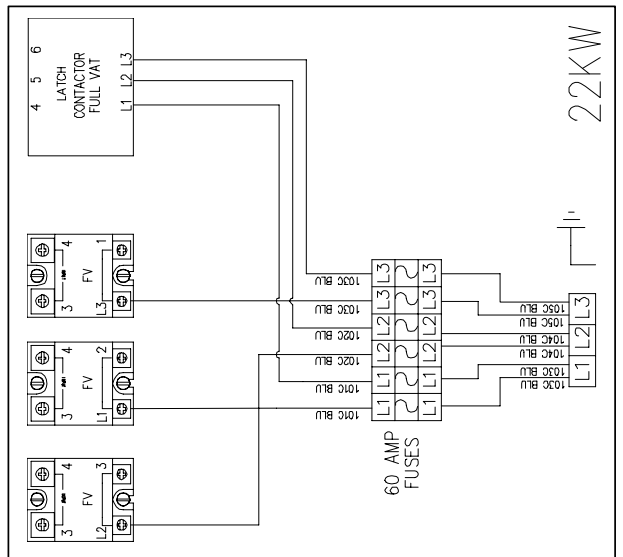 4 5 6
LATCH
CONTACTOR
FULL VAT
L1 L2 L3
22KW
3 4
FV
L3 1
3 4
FV
L1 2
3 4
FV
L2 3
103C BLU
103C BLU
102C BLU
102C BLU
101C BLU
101C BLU
L3 L3
L3 L3
L2 L2
L2 L2
L1 L1
L1 L1
60 AMP
FUSES
105C BLU
105C BLU
104C BLU
104C BLU
103C BLU
103C BLU
L1 L2 L3